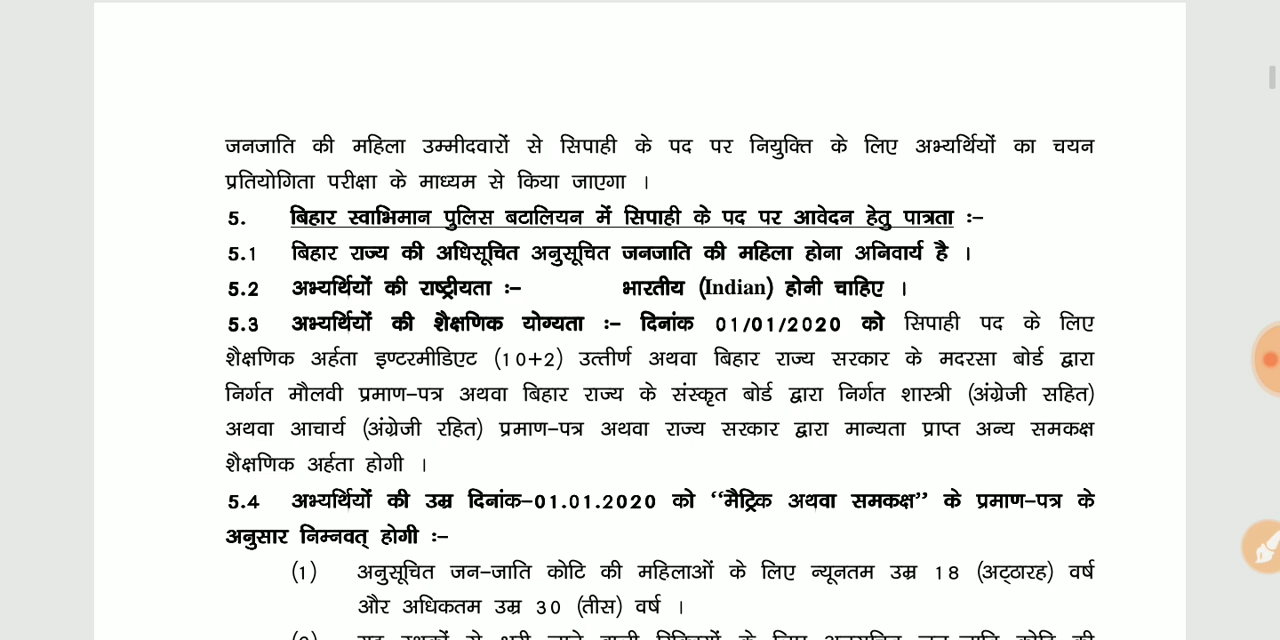 जनजाति की महिला उम्मीदवारों से सिपाही के पद पर नियुक्ति के लिए अभ्यर्थियों का चयन
प्रतियोगिता परीक्षा के माध्यम से किया जाएगा ।
5. बिहार स्वाभिमान पुलिस बटालियन में सिपाही के पद पर आवेदन हेतु पात्रता :-
5.1 बिहार राज्य की अधिसूचित अनुसूचित जनजाति की महिला होना अनिवार्य है ।
5.2 अभ्यर्थियों की राष्ट्रीयता :- भारतीय (Indian) होनी चाहिए ।
5.3 अभ्यर्थियों की शैक्षणिक योग्यता :- दिनांक 01/01/2020 को सिपाही पद के लिए
शैक्षणिक अर्हता इण्टरमीडिएट (10+2) उत्तीर्ण अथवा बिहार राज्य सरकार के मदरसा बोर्ड द्वारा
निर्गत मौलवी प्रमाण-पत्र अथवा बिहार राज्य के संस्कृत बोर्ड द्वारा निर्गत शास्त्री (अंग्रेजी सहित)
अथवा आचार्य (अंग्रेजी रहित) प्रमाण-पत्र अथवा राज्य सरकार द्वारा मान्यता प्राप्त अन्य समकक्ष
शैक्षणिक अर्हता होगी ।
5.4 अभ्यर्थियों की उम्र दिनांक-01.01.2020 को “मैट्रिक अथवा समकक्ष” के प्रमाण-पत्र के
अनुसार निम्नवत् होगी :-
(1) अनुसूचित जन-जाति कोटि की महिलाओं के लिए न्यूनतम उम्र 18 (अट्ठारह) वर्ष
और अधिकतम उम्र 30 (तीस) वर्ष ।